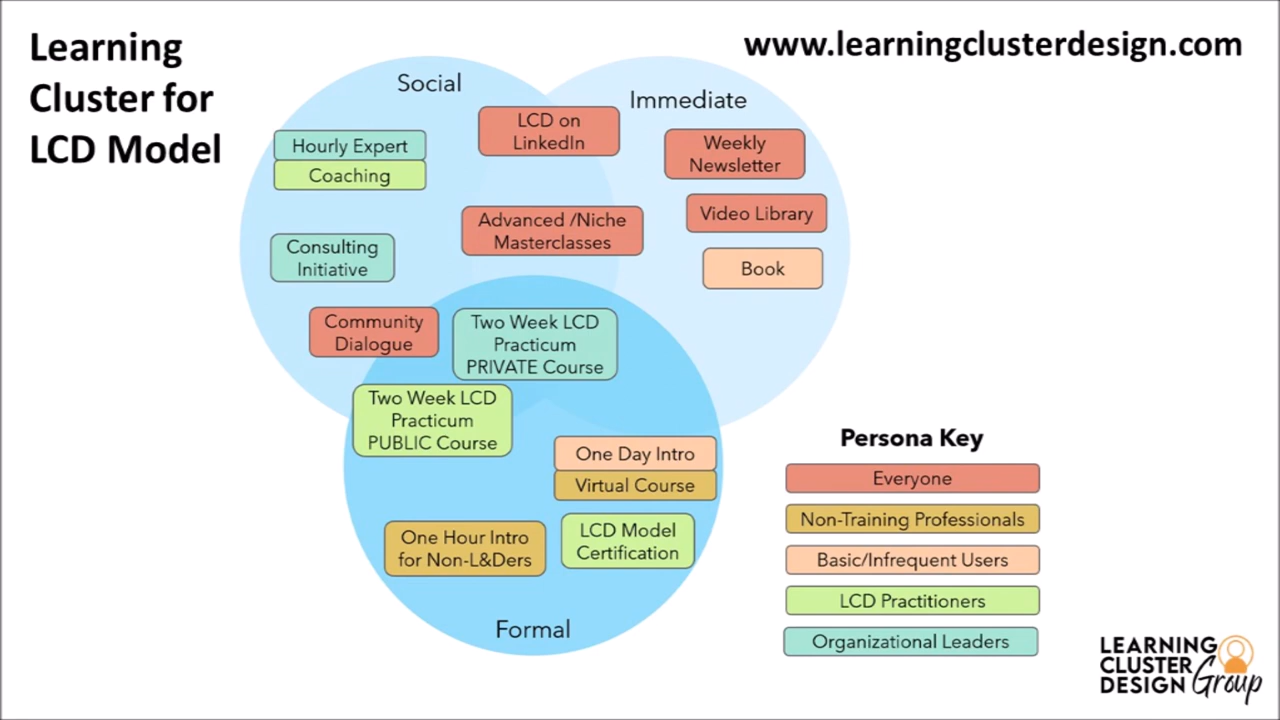 Learning
Cluster for
LCD Model
www.learningclusterdesign.com
Social
Immediate
LCD on
LinkedIn
Hourly Expert
Coaching
Weekly
Newsletter
Video Library
Advanced /Niche
Masterclasses
Consulting
Initiative
Book
Community
Dialogue
Two Week LCD
Practicum
PRIVATE Course
Two Week LCD
Practicum
PUBLIC Course
One Day Intro
Virtual Course
One Hour Intro
for Non-L&Ders
LCD Model
Certification
Formal
Persona Key
Everyone
Non-Training Professionals
Basic/Infrequent Users
LCD Practitioners
Organizational Leaders
LEARNING
CLUSTER
DESIGN Group